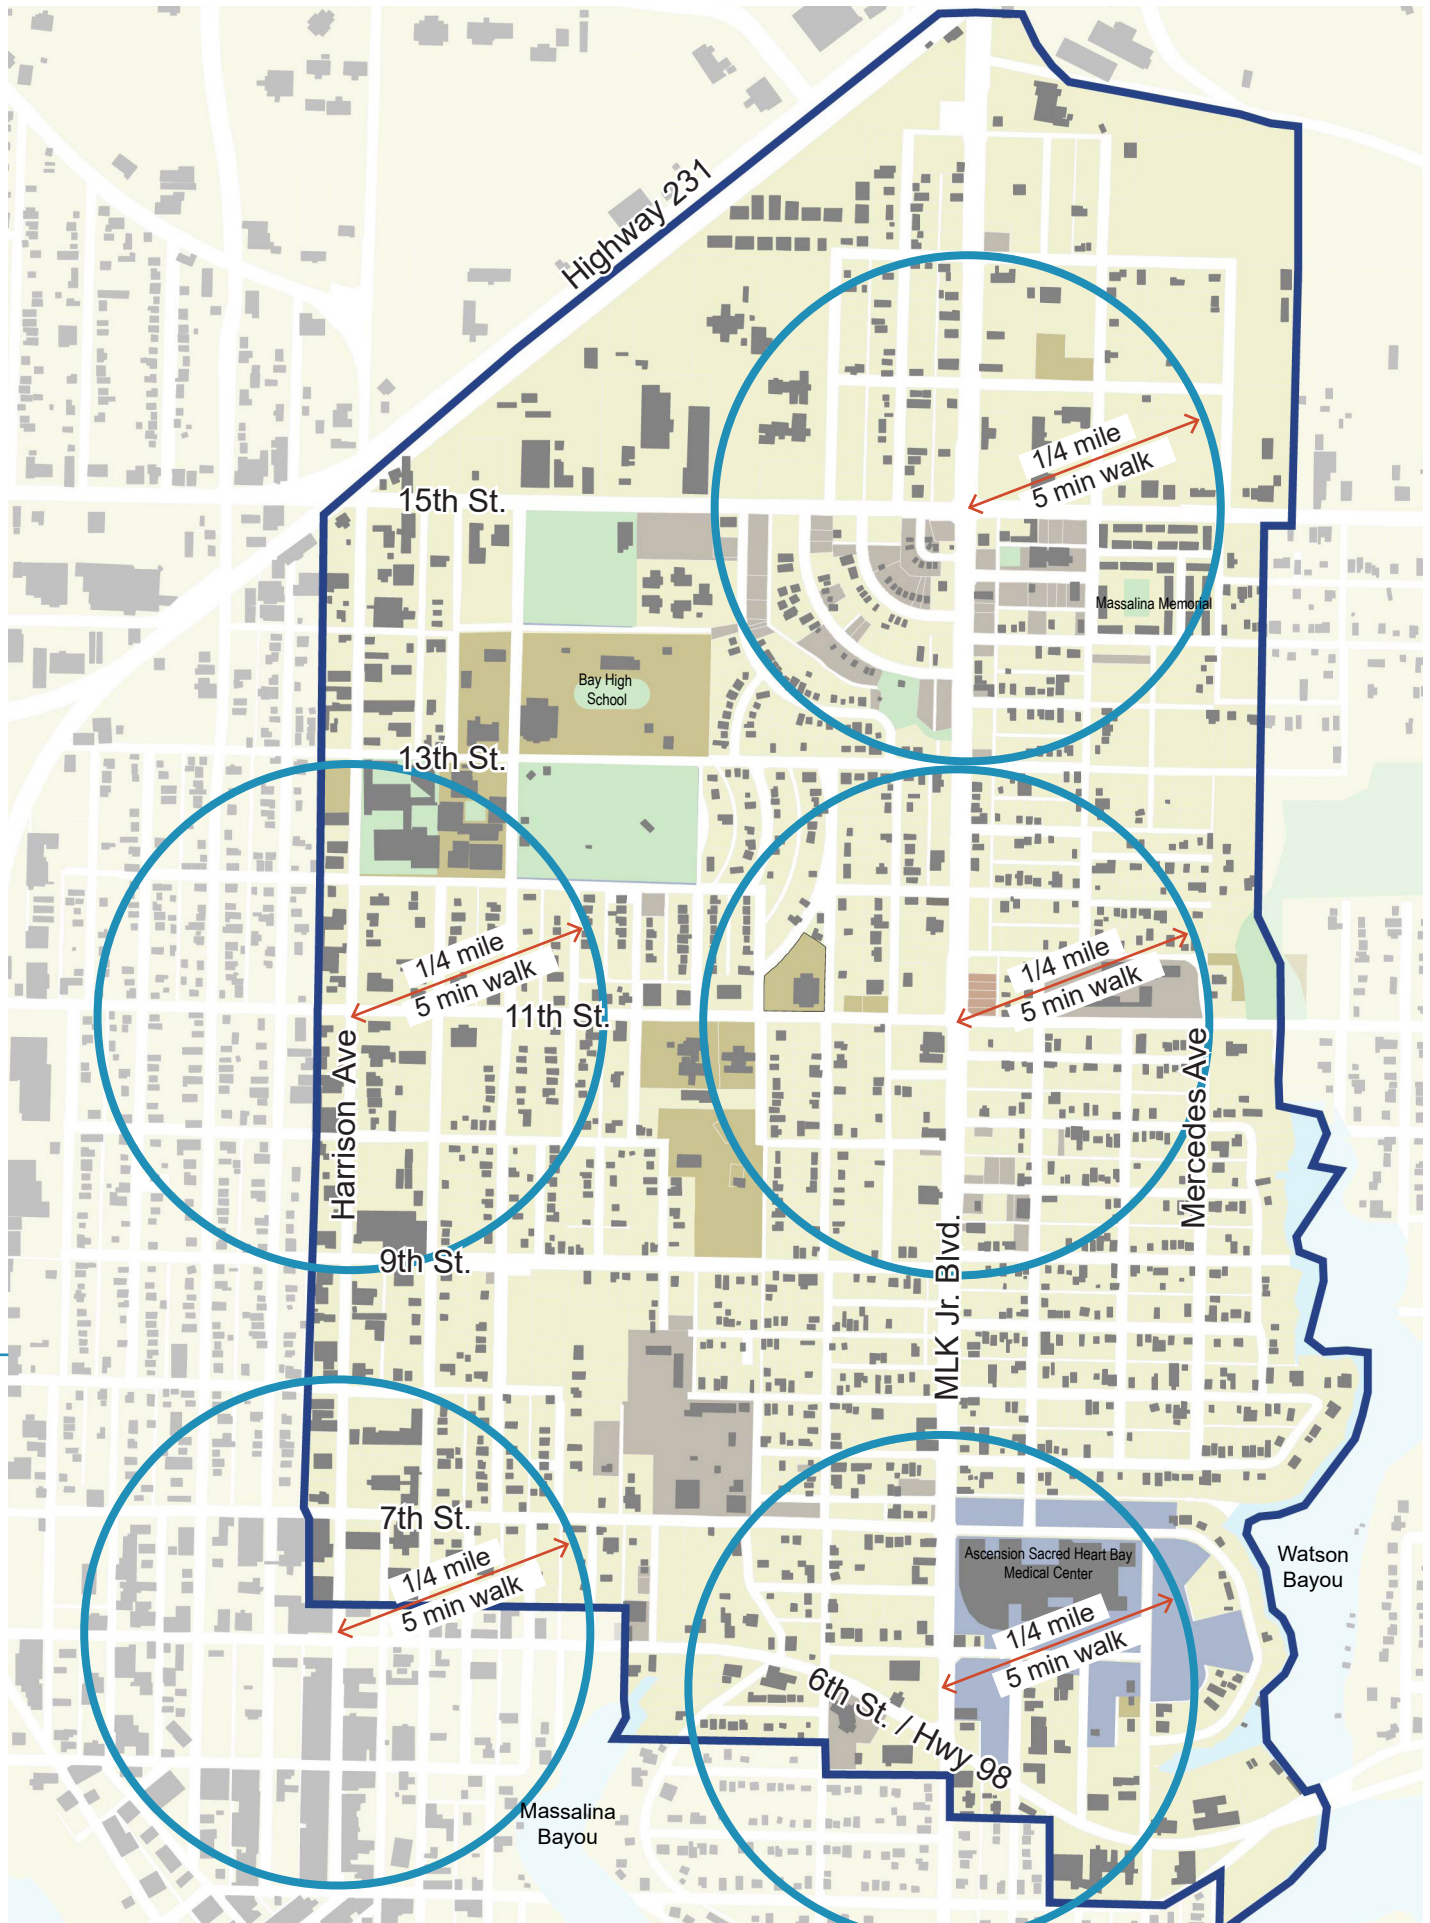 Highway 231
1/4 mile
5 min walk
15th St.
Massalina Memorial
Bay High
School
13th St.
1/4 mile
5 min walk
1/4 mile
5 min walk
11th St.
Harrison Ave
Mercedes Ave
9th St.
MLK Jr. Blvd.
7th St.
1/4 mile
5 min walk
Ascension Sacred Heart Bay
Medical Center
Watson
Bayou
1/4 mile
5 min walk
6th St. / Hwy 98
Massalina
Bayou